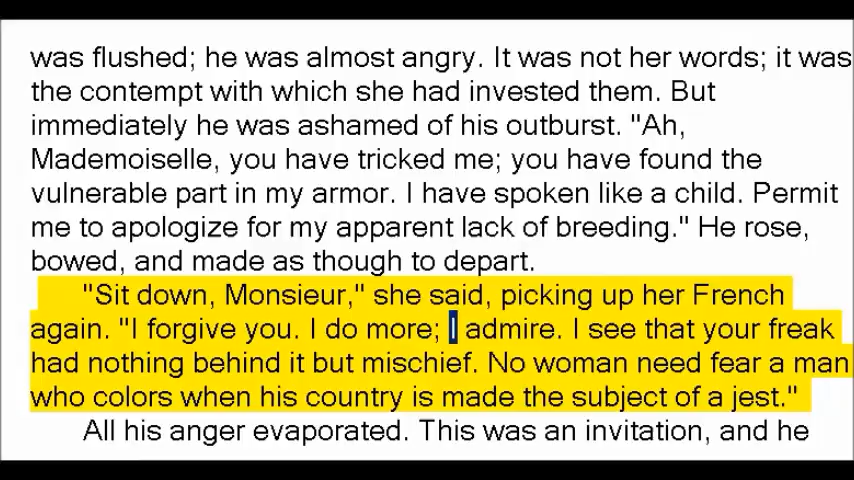 was flushed; he was almost angry. It was not her words; it was
the contempt with which she had invested them. But
immediately he was ashamed of his outburst. "Ah,
Mademoiselle, you have tricked me; you have found the
vulnerable part in my armor. I have spoken like a child. Permit
me to apologize for my apparent lack of breeding." He rose,
bowed, and made as though to depart.
"Sit down, Monsieur," she said, picking up her French
again. "I forgive you. I do more; I admire. I see that your freak
had nothing behind it but mischief. No woman need fear a man
who colors when his country is made the subject of a jest."
All his anger evaporated. This was an invitation, and he